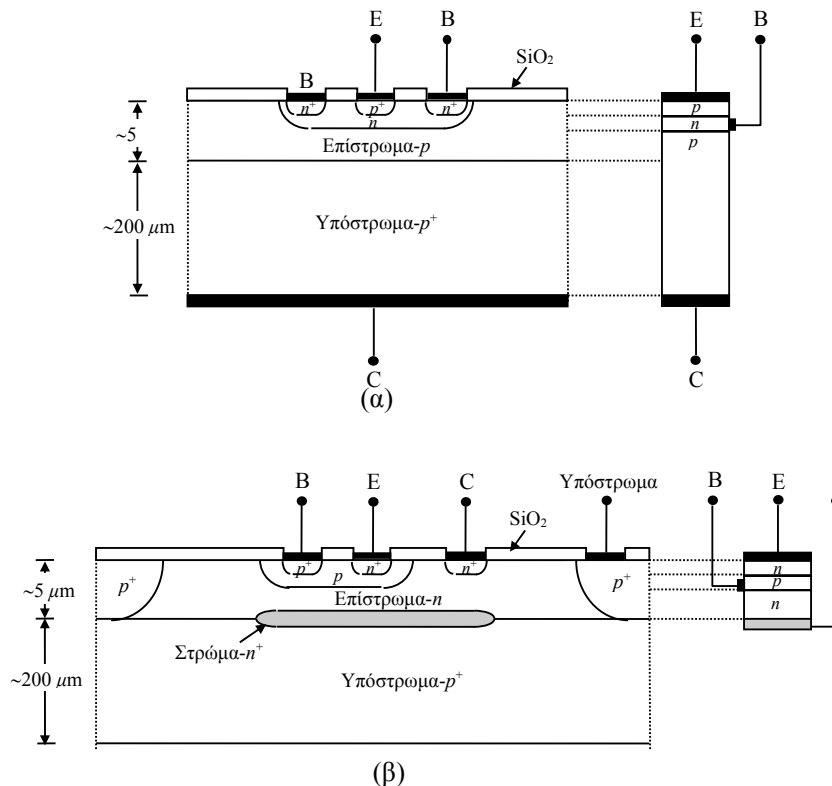 E B E B
SiO₂
B
n⁺ p⁺ n⁺ p
n n
~5 Επίστρωμα-p p
~200 μm Υπόστρωμα-p⁺
C C
(α)
B E C Υπόστρωμα B E
SiO₂
p⁺ n⁺ n⁺ n
p⁺ p p⁺ p
~5 μm Επίστρωμα-n n
Στρώμα-n⁺
~200 μm Υπόστρωμα-p⁺
(β)